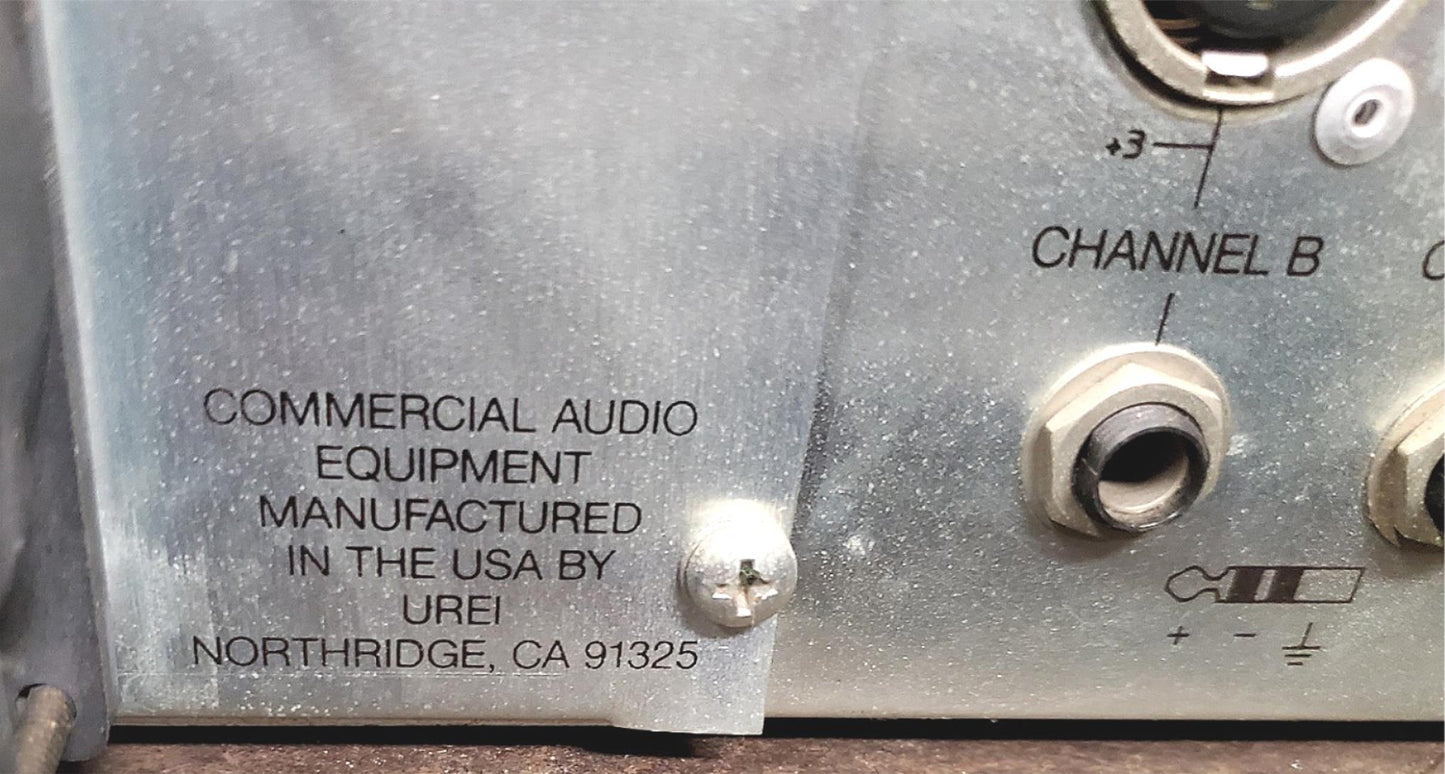 +3
CHANNEL B
COMMERCIAL AUDIO
EQUIPMENT
MANUFACTURED
IN THE USA BY
UREI
NORTHRIDGE, CA 91325
+ -